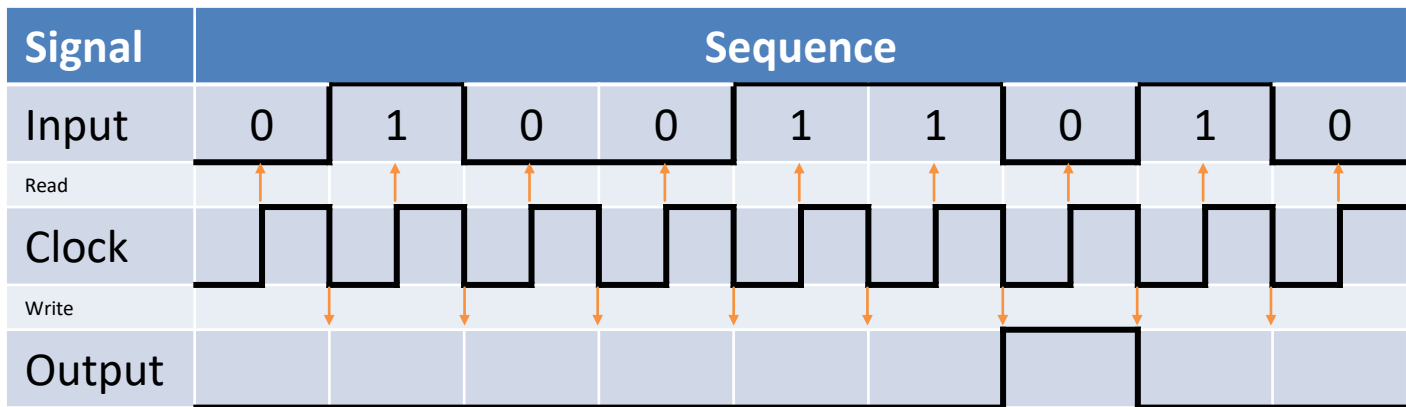 Signal Sequence
Input 0 1 0 0 1 1 0 1 0
Read
Clock
Write
Output